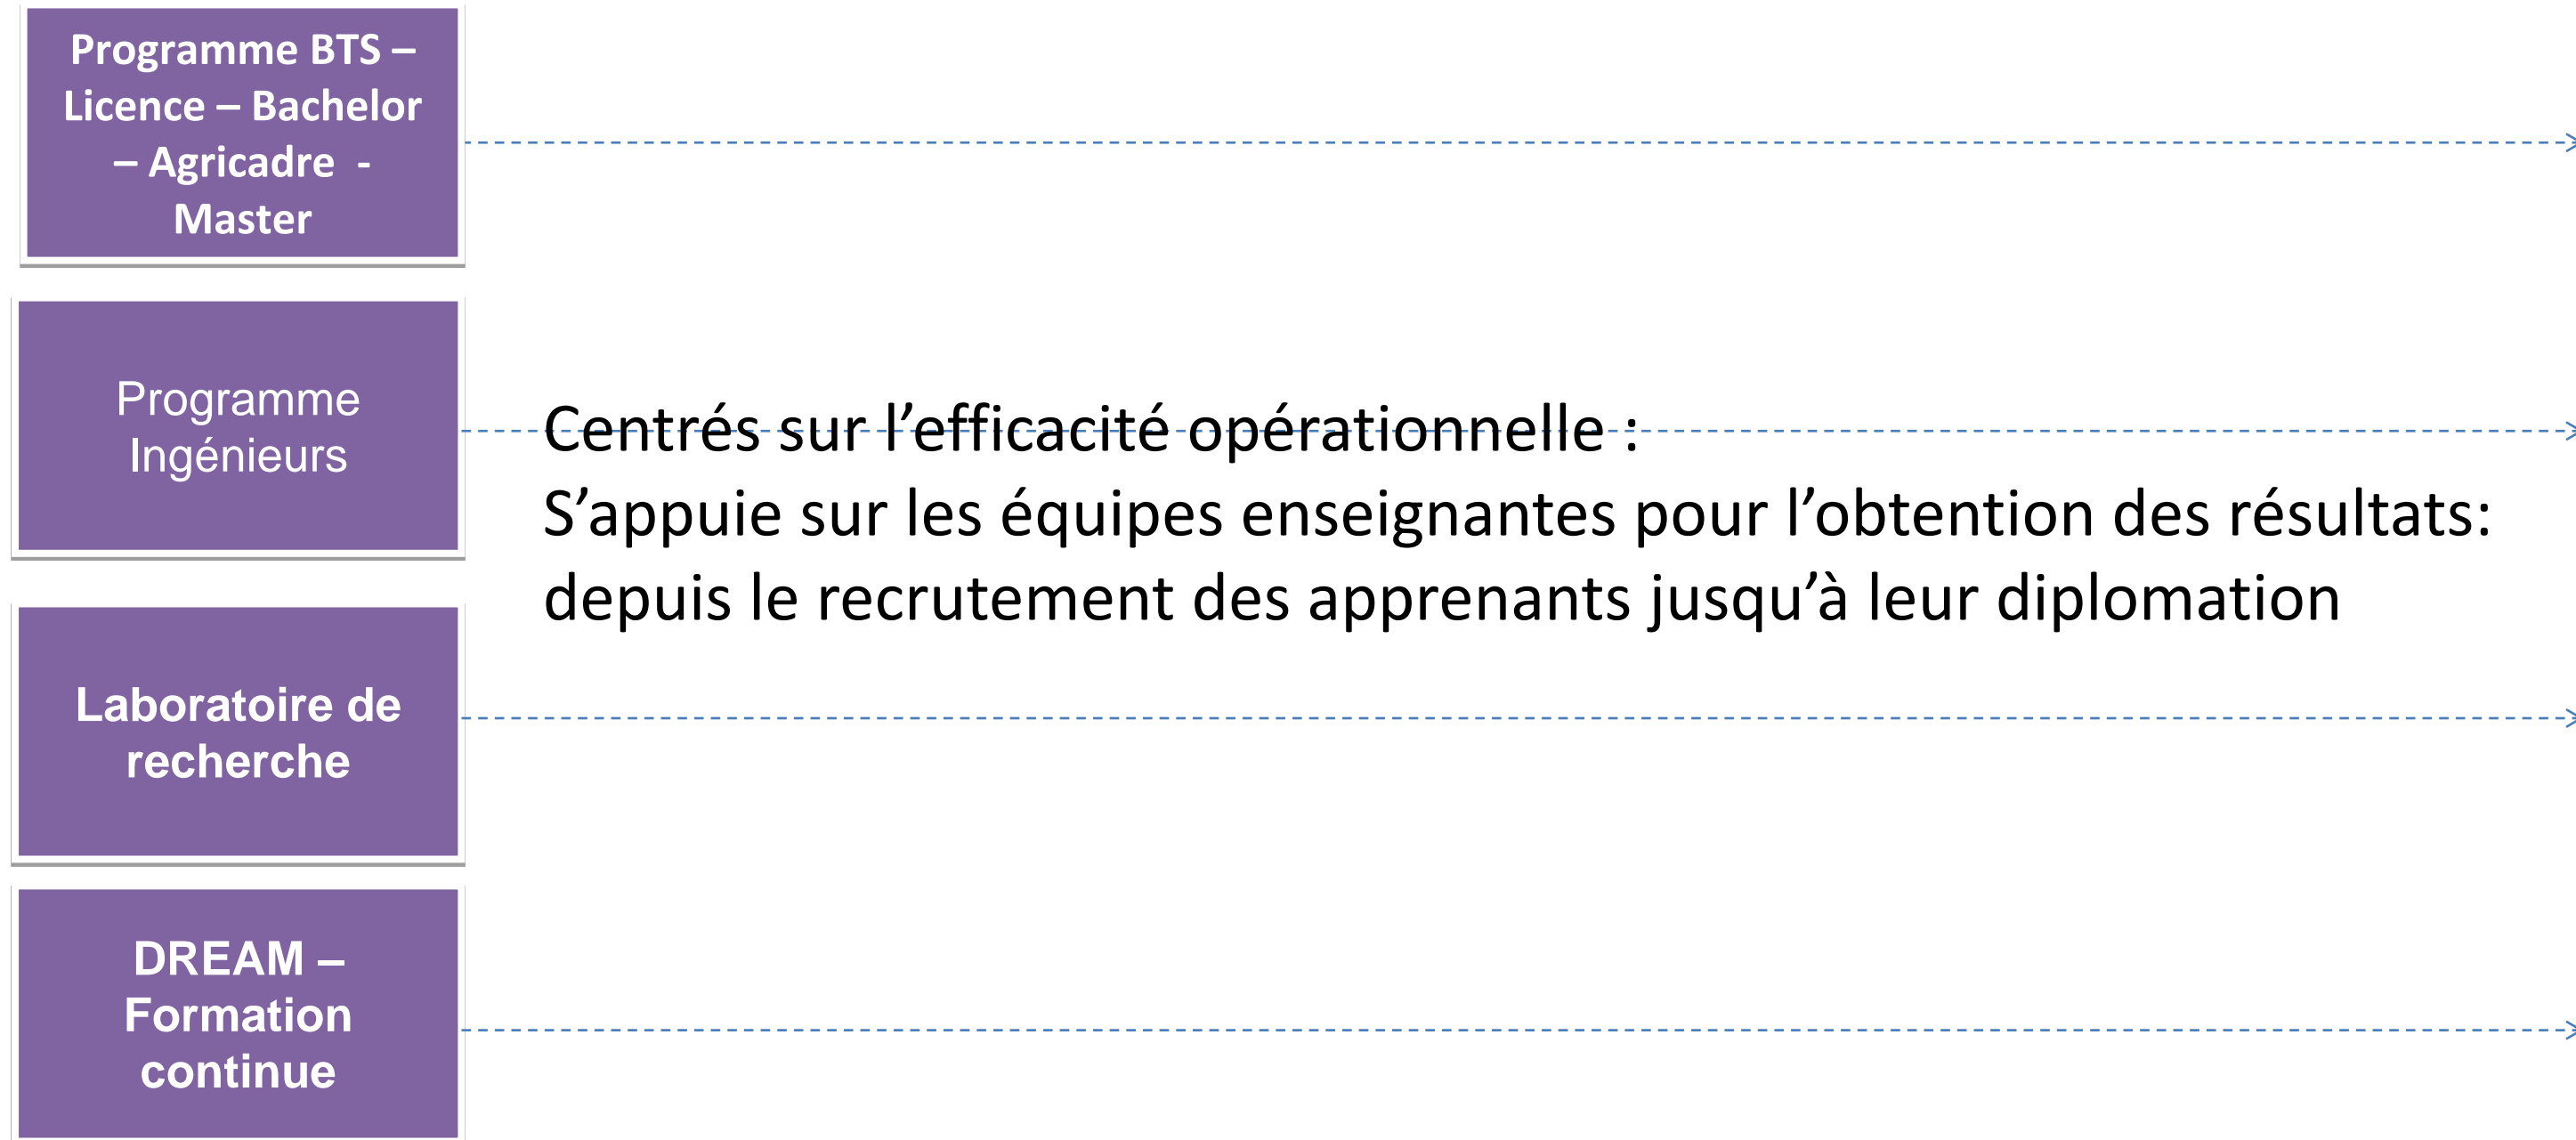 Programme BTS –
Licence – Bachelor
– Agricadre -
Master
Programme
Ingénieurs
Centrés sur l’efficacité opérationnelle :
S’appuie sur les équipes enseignantes pour l’obtention des résultats:
depuis le recrutement des apprenants jusqu’à leur diplomation
Laboratoire de
recherche
DREAM –
Formation
continue